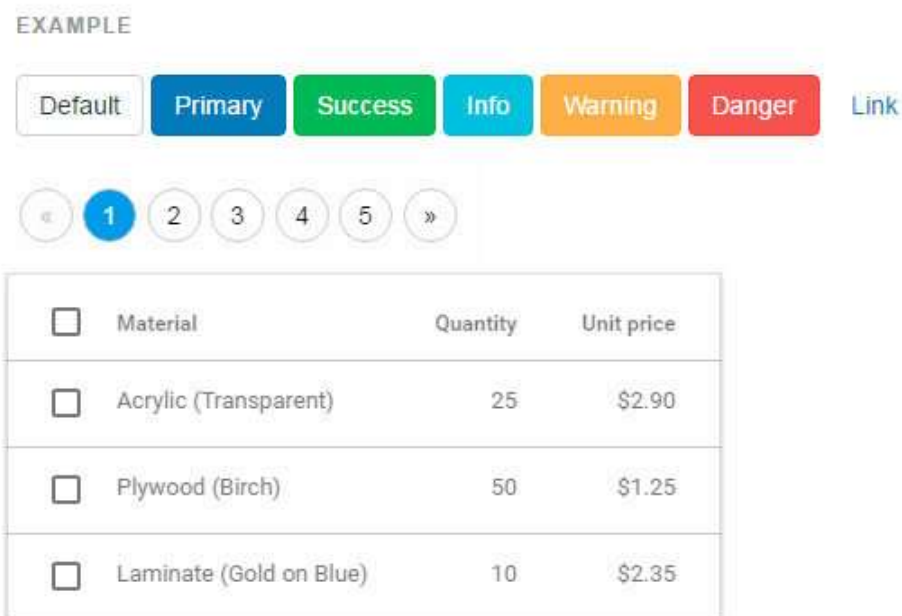 EXAMPLE
Default Primary Success Info Warning Danger Link
« 1 2 3 4 5 »
Material Quantity Unit price
Acrylic (Transparent) 25 $2.90
Plywood (Birch) 50 $1.25
Laminate (Gold on Blue) 10 $2.35